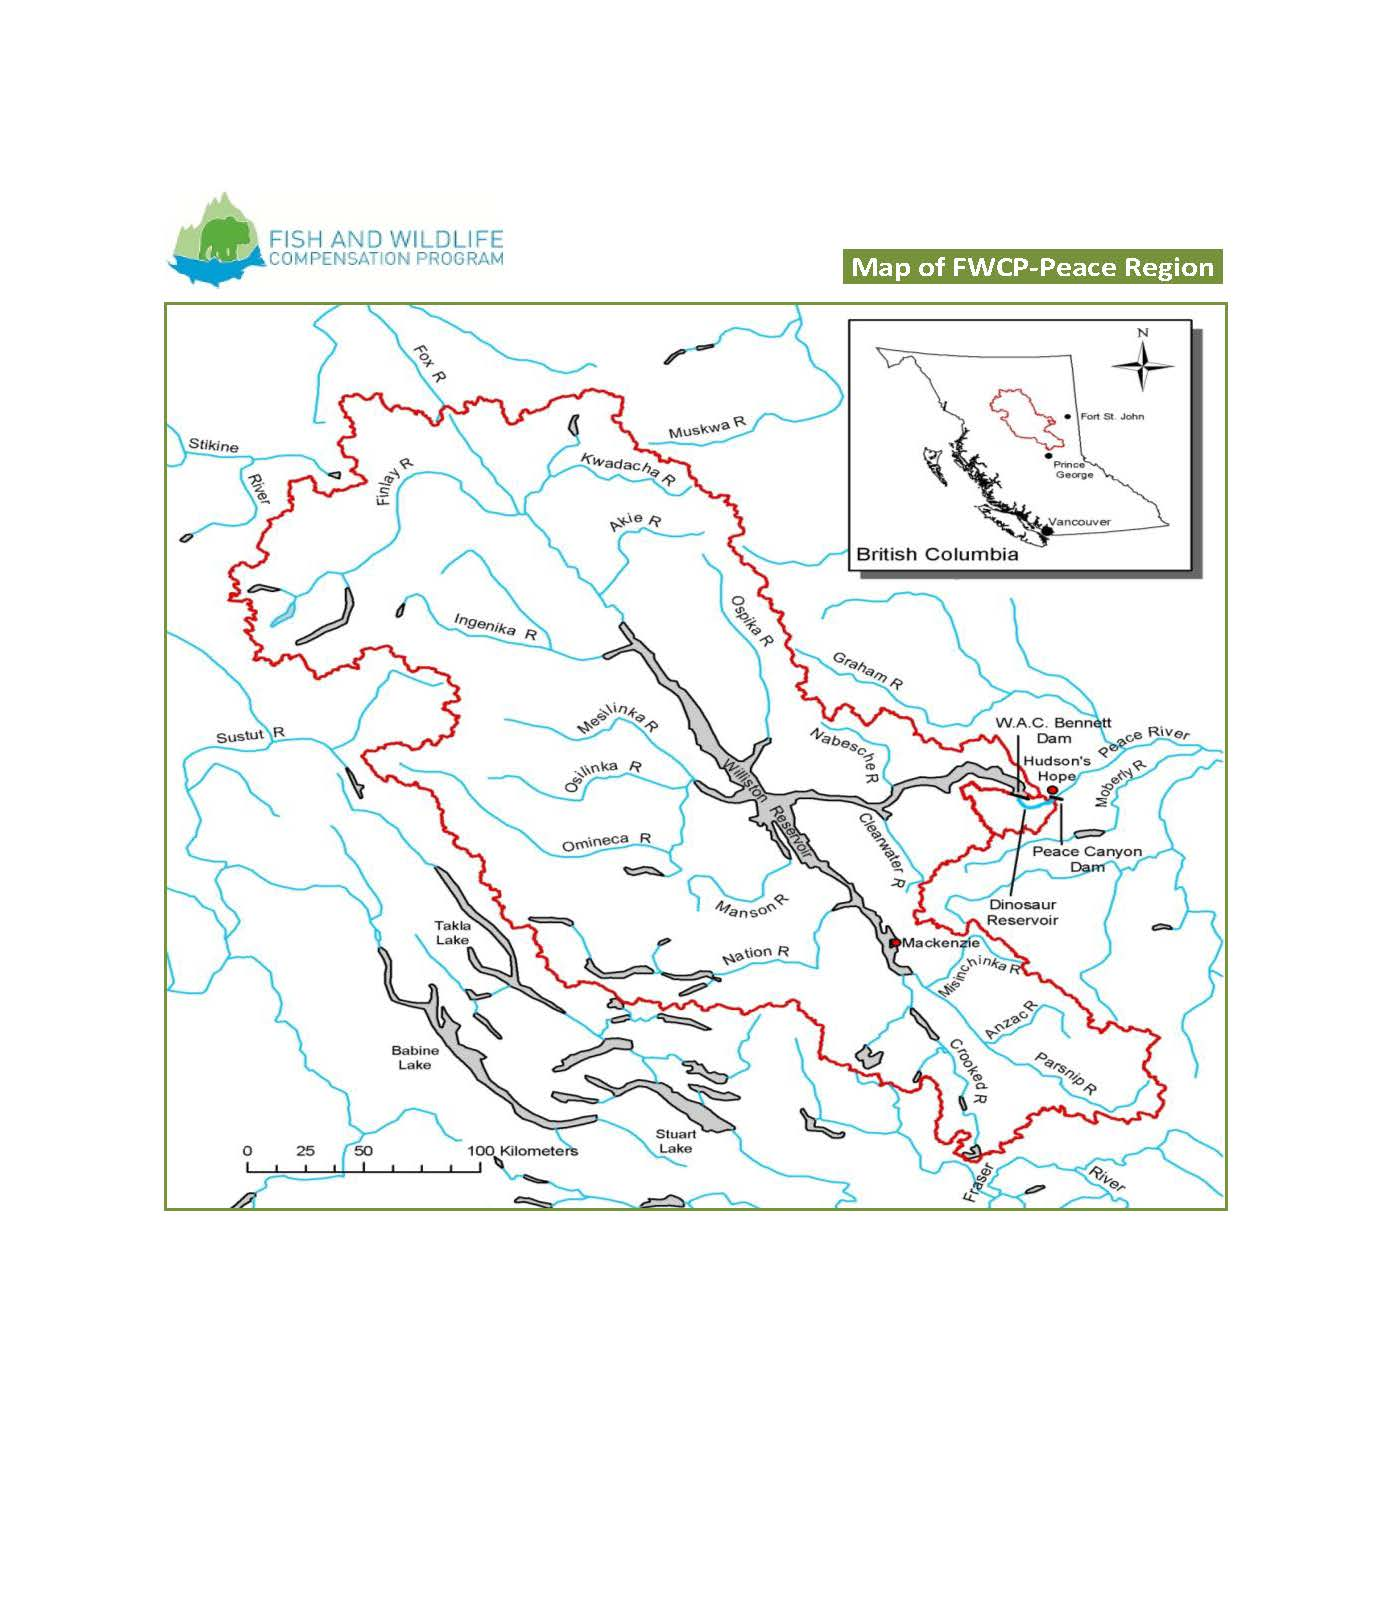 FISH AND WILDLIFE
COMPENSATION PROGRAM
Map of FWCP-Peace Region
N
Fort St. John
Prince
George
Vancouver
British Columbia
Fox R
Muskwa R
Stikine
River
Finlay R
Kwadacha R
Akie R
Ospika R
Ingenika R
Graham R
Mesilinka R
Sustut R
Nabesche R
W.A.C. Bennett
Dam
Hudson's
Hope
Peace River
Moberly R
Osilinka R
Williston Reservoir
Omineca R
Clearwater R
Peace Canyon
Dam
Manson R
Dinosaur
Reservoir
Takla
Lake
Nation R
Mackenzie
Misinchinka R
Anzac R
Babine
Lake
Crooked R
Parsnip R
Stuart
Lake
0 25 50 100 Kilometers
Fraser
River